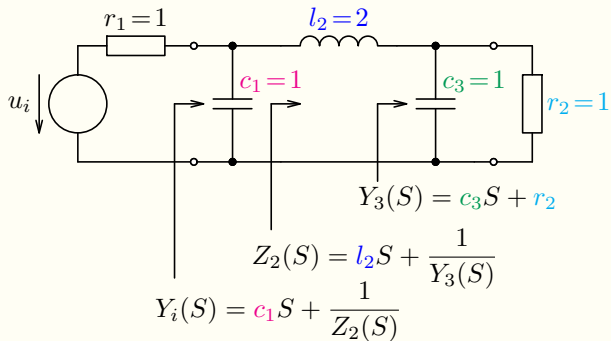 r₁ = 1
l₂ = 2
u_i
c₁ = 1
c₃ = 1
r₂ = 1
Y₃(S) = c₃S + r₂
Z₂(S) = l₂S + 1/Y₃(S)
Y_i(S) = c₁S + 1/Z₂(S)